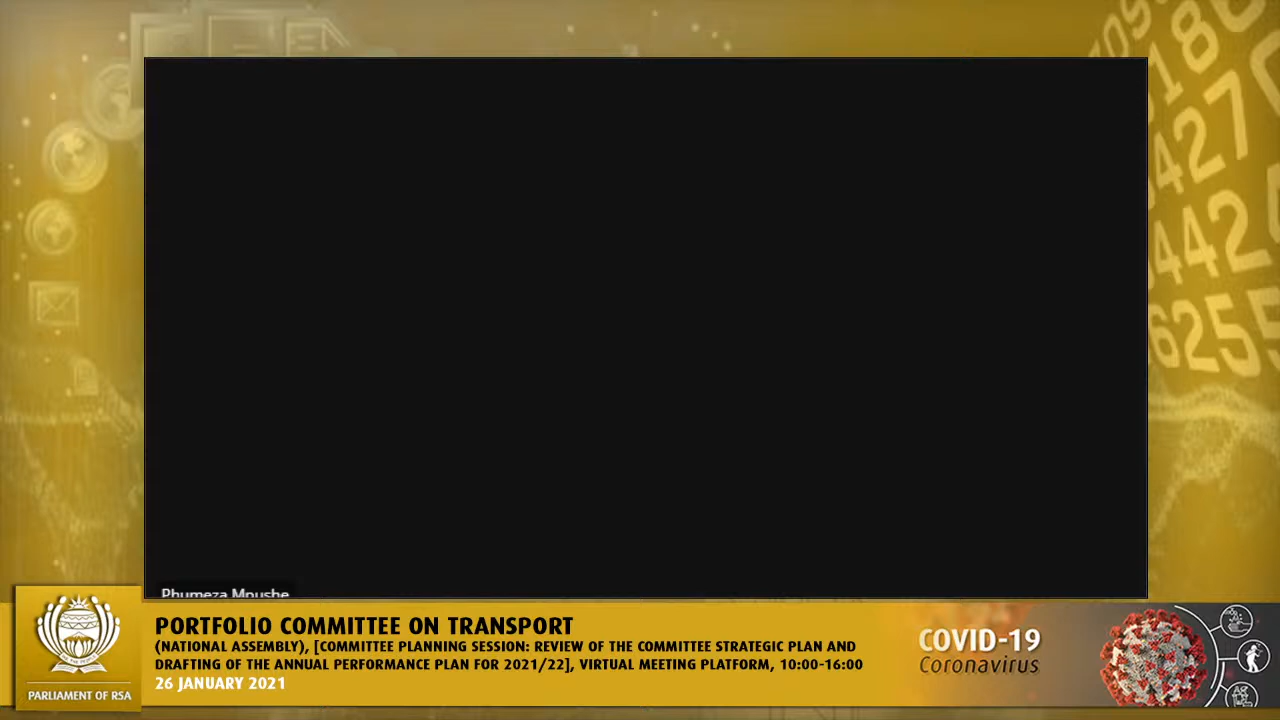 Phumeza Mpushe
PORTFOLIO COMMITTEE ON TRANSPORT
(NATIONAL ASSEMBLY), [COMMITTEE PLANNING SESSION: REVIEW OF THE COMMITTEE STRATEGIC PLAN AND
DRAFTING OF THE ANNUAL PERFORMANCE PLAN FOR 2021/22], VIRTUAL MEETING PLATFORM, 10:00-16:00
26 JANUARY 2021
PARLIAMENT OF RSA
COVID-19
Coronavirus